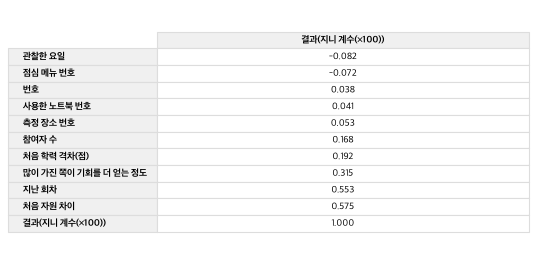 결과(지니 계수(×100))
관찰한 요일 -0.082
점심 메뉴 번호 -0.072
번호 0.038
사용한 노트북 번호 0.041
측정 장소 번호 0.053
참여자 수 0.168
처음 학력 격차(점) 0.192
많이 가진 쪽이 기회를 더 얻는 정도 0.315
지난 회차 0.553
처음 자원 차이 0.575
결과(지니 계수(×100)) 1.000